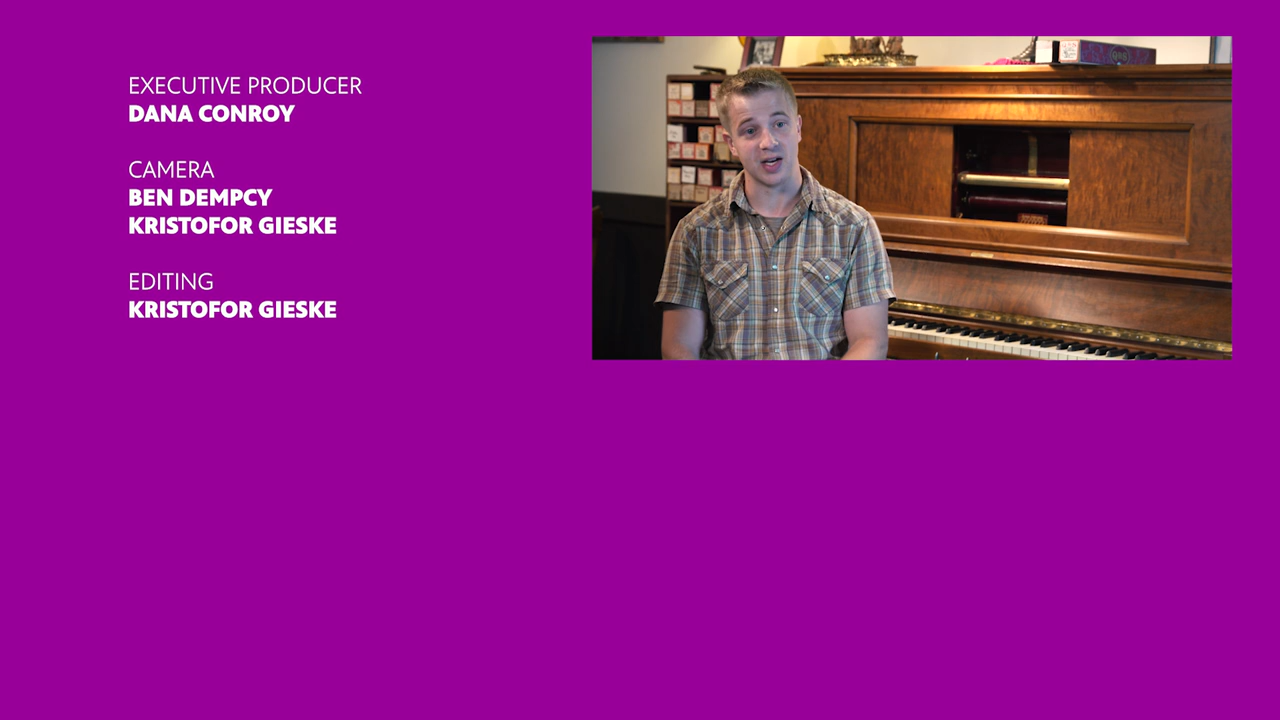 EXECUTIVE PRODUCER
DANA CONROY
CAMERA
BEN DEMPCY
KRISTOFOR GIESKE
EDITING
KRISTOFOR GIESKE